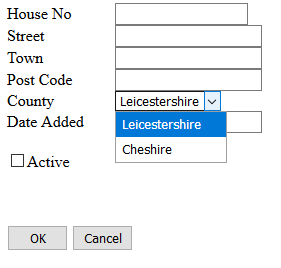 House No
Street
Town
Post Code
County Leicestershire
Leicestershire
Date Added
Cheshire
Active
OK Cancel